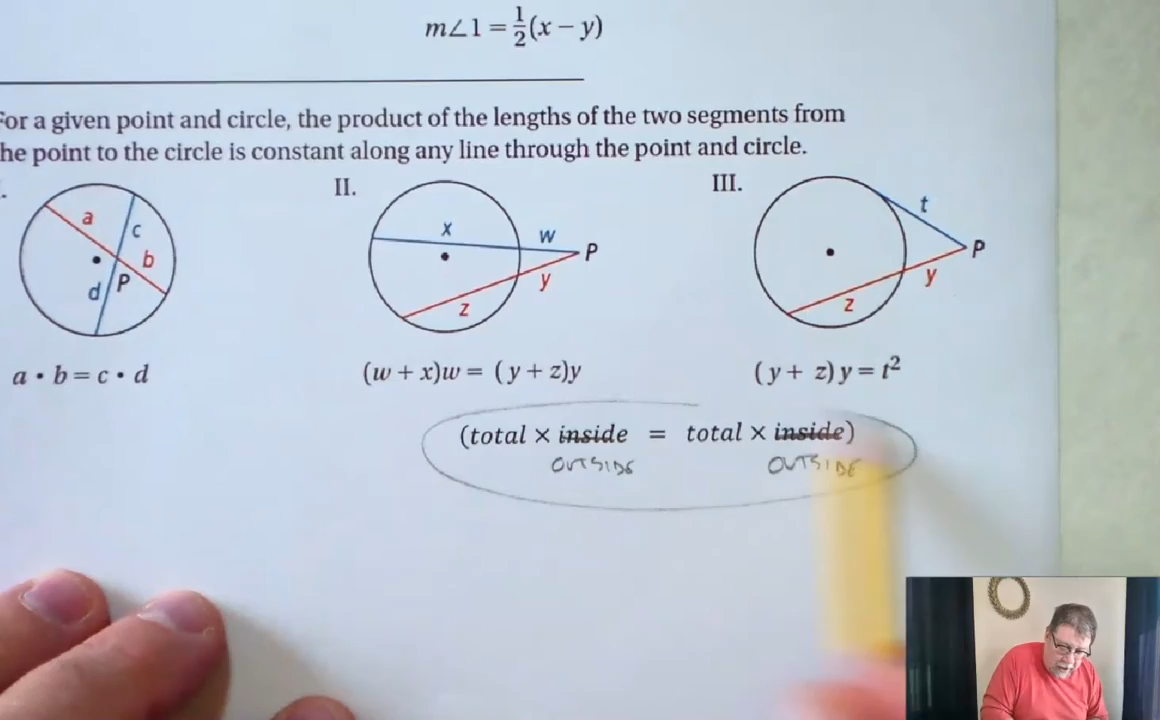 m∠1 = ½(x − y)
For a given point and circle, the product of the lengths of the two segments from
he point to the circle is constant along any line through the point and circle.
. II. III.
a c b d P
x w P y z
t P y z
a • b = c • d (w + x)w = (y + z)y (y + z) y = t²
(total × inside = total × inside)
OUTSIDE OUTSIDE